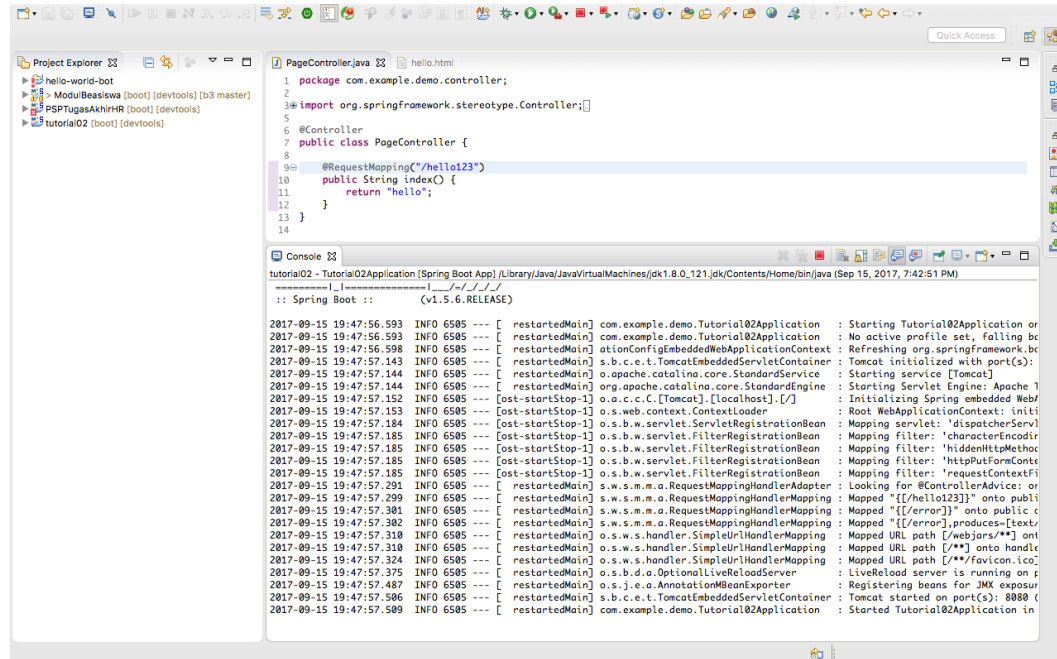 Quick Access
Project Explorer
hello-world-bot
> ModulBeasiswa [boot] [devtools] [b3 master]
PSPTugasAkhirHR [boot] [devtools]
tutorial02 [boot] [devtools]
PageController.java
hello.html
1 package com.example.demo.controller;
2
3 import org.springframework.stereotype.Controller;
5
6 @Controller
7 public class PageController {
8
9 @RequestMapping("/hello123")
10 public String index() {
11 return "hello";
12 }
13 }
14
Console
tutorial02 - Tutorial02Application [Spring Boot App] /Library/Java/JavaVirtualMachines/jdk1.8.0_121.jdk/Contents/Home/bin/java (Sep 15, 2017, 7:42:51 PM)
=========|_|==============|___/=/_/_/_/
:: Spring Boot :: (v1.5.6.RELEASE)
2017-09-15 19:47:56.593 INFO 6505 --- [ restartedMain] com.example.demo.Tutorial02Application : Starting Tutorial02Application or
2017-09-15 19:47:56.593 INFO 6505 --- [ restartedMain] com.example.demo.Tutorial02Application : No active profile set, falling ba
2017-09-15 19:47:56.598 INFO 6505 --- [ restartedMain] ationConfigEmbeddedWebApplicationContext : Refreshing org.springframework.bo
2017-09-15 19:47:57.143 INFO 6505 --- [ restartedMain] s.b.c.e.t.TomcatEmbeddedServletContainer : Tomcat initialized with port(s):
2017-09-15 19:47:57.144 INFO 6505 --- [ restartedMain] o.apache.catalina.core.StandardService : Starting service [Tomcat]
2017-09-15 19:47:57.144 INFO 6505 --- [ restartedMain] org.apache.catalina.core.StandardEngine : Starting Servlet Engine: Apache T
2017-09-15 19:47:57.152 INFO 6505 --- [ost-startStop-1] o.a.c.c.C.[Tomcat].[localhost].[/] : Initializing Spring embedded WebA
2017-09-15 19:47:57.153 INFO 6505 --- [ost-startStop-1] o.s.web.context.ContextLoader : Root WebApplicationContext: initi
2017-09-15 19:47:57.184 INFO 6505 --- [ost-startStop-1] o.s.b.w.servlet.ServletRegistrationBean : Mapping servlet: 'dispatcherServl
2017-09-15 19:47:57.185 INFO 6505 --- [ost-startStop-1] o.s.b.w.servlet.FilterRegistrationBean : Mapping filter: 'characterEncodir
2017-09-15 19:47:57.185 INFO 6505 --- [ost-startStop-1] o.s.b.w.servlet.FilterRegistrationBean : Mapping filter: 'hiddenHttpMethod
2017-09-15 19:47:57.185 INFO 6505 --- [ost-startStop-1] o.s.b.w.servlet.FilterRegistrationBean : Mapping filter: 'httpPutFormConte
2017-09-15 19:47:57.185 INFO 6505 --- [ost-startStop-1] o.s.b.w.servlet.FilterRegistrationBean : Mapping filter: 'requestContextFi
2017-09-15 19:47:57.291 INFO 6505 --- [ restartedMain] s.w.s.m.m.a.RequestMappingHandlerAdapter : Looking for @ControllerAdvice: or
2017-09-15 19:47:57.299 INFO 6505 --- [ restartedMain] s.w.s.m.m.a.RequestMappingHandlerMapping : Mapped "{[/hello123]}" onto publi
2017-09-15 19:47:57.301 INFO 6505 --- [ restartedMain] s.w.s.m.m.a.RequestMappingHandlerMapping : Mapped "{[/error]}" onto public c
2017-09-15 19:47:57.302 INFO 6505 --- [ restartedMain] s.w.s.m.m.a.RequestMappingHandlerMapping : Mapped "{[/error],produces=[text/
2017-09-15 19:47:57.310 INFO 6505 --- [ restartedMain] o.s.w.s.handler.SimpleUrlHandlerMapping : Mapped URL path [/webjars/**] ont
2017-09-15 19:47:57.310 INFO 6505 --- [ restartedMain] o.s.w.s.handler.SimpleUrlHandlerMapping : Mapped URL path [/**] onto handle
2017-09-15 19:47:57.324 INFO 6505 --- [ restartedMain] o.s.w.s.handler.SimpleUrlHandlerMapping : Mapped URL path [/**/favicon.ico]
2017-09-15 19:47:57.375 INFO 6505 --- [ restartedMain] o.s.b.d.a.OptionalLiveReloadServer : LiveReload server is running on p
2017-09-15 19:47:57.487 INFO 6505 --- [ restartedMain] o.s.j.e.a.AnnotationMBeanExporter : Registering beans for JMX exposur
2017-09-15 19:47:57.506 INFO 6505 --- [ restartedMain] s.b.c.e.t.TomcatEmbeddedServletContainer : Tomcat started on port(s): 8080 (
2017-09-15 19:47:57.509 INFO 6505 --- [ restartedMain] com.example.demo.Tutorial02Application : Started Tutorial02Application in